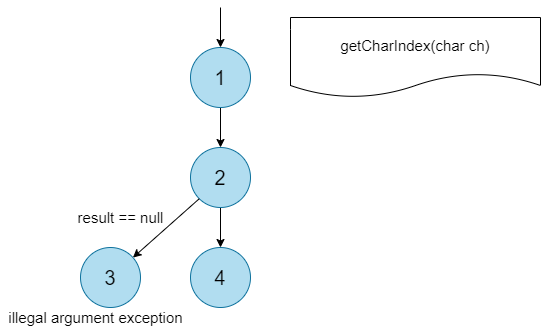 getCharIndex(char ch)
1
2
result == null
3
4
illegal argument exception